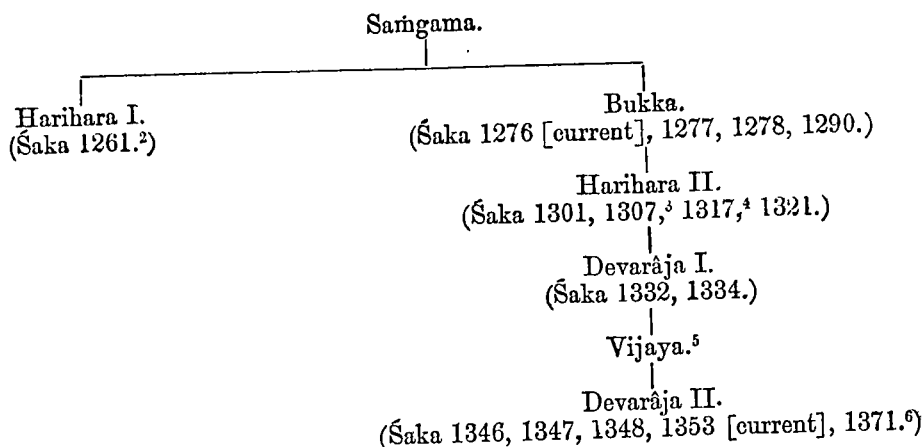 Saṁgama.
Harihara I.
(Śaka 1261.²)
Bukka.
(Śaka 1276 [current], 1277, 1278, 1290.)
Harihara II.
(Śaka 1301, 1307,³ 1317,⁴ 1321.)
Devarâja I.
(Śaka 1332, 1334.)
Vijaya.⁵
Devarâja II.
(Śaka 1346, 1347, 1348, 1353 [current], 1371.⁶)